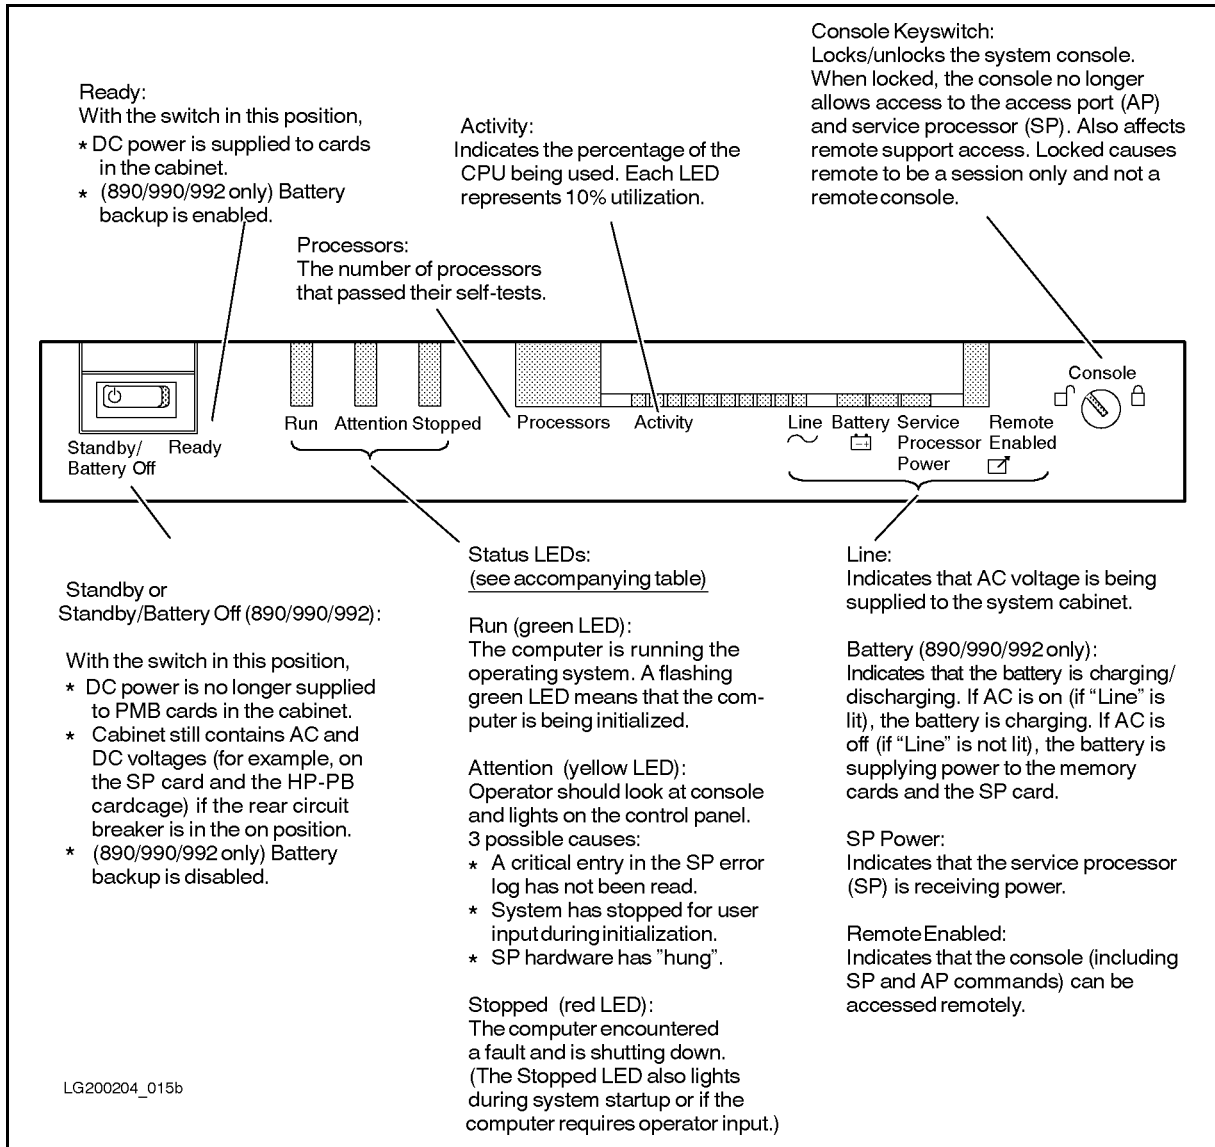 Ready:
With the switch in this position,
* DC power is supplied to cards
in the cabinet.
* (890/990/992 only) Battery
backup is enabled.
Activity:
Indicates the percentage of the
CPU being used. Each LED
represents 10% utilization.
Console Keyswitch:
Locks/unlocks the system console.
When locked, the console no longer
allows access to the access port (AP)
and service processor (SP). Also affects
remote support access. Locked causes
remote to be a session only and not a
remote console.
Processors:
The number of processors
that passed their self-tests.
Standby/
Battery Off
Ready
Run
Attention
Stopped
Processors
Activity
Line
Battery
Service
Processor
Power
Remote
Enabled
Console
Standby or
Standby/Battery Off (890/990/992):
With the switch in this position,
* DC power is no longer supplied
to PMB cards in the cabinet.
* Cabinet still contains AC and
DC voltages (for example, on
the SP card and the HP-PB
cardcage) if the rear circuit
breaker is in the on position.
* (890/990/992 only) Battery
backup is disabled.
Status LEDs:
(see accompanying table)
Run (green LED):
The computer is running the
operating system. A flashing
green LED means that the com-
puter is being initialized.
Attention (yellow LED):
Operator should look at console
and lights on the control panel.
3 possible causes:
* A critical entry in the SP error
log has not been read.
* System has stopped for user
input during initialization.
* SP hardware has "hung".
Stopped (red LED):
The computer encountered
a fault and is shutting down.
(The Stopped LED also lights
during system startup or if the
computer requires operator input.)
Line:
Indicates that AC voltage is being
supplied to the system cabinet.
Battery (890/990/992 only):
Indicates that the battery is charging/
discharging. If AC is on (if “Line” is
lit), the battery is charging. If AC is
off (if “Line” is not lit), the battery is
supplying power to the memory
cards and the SP card.
SP Power:
Indicates that the service processor
(SP) is receiving power.
Remote Enabled:
Indicates that the console (including
SP and AP commands) can be
accessed remotely.
LG200204_015b